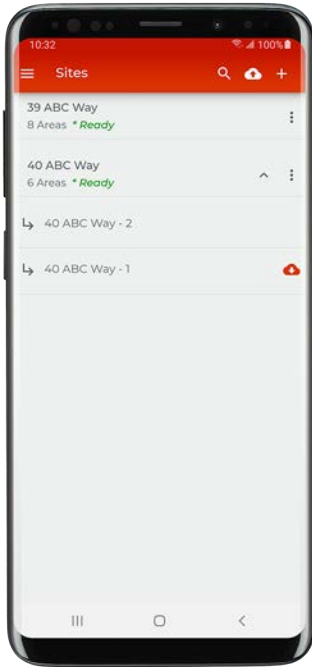 10:32
100%
Sites
39 ABC Way
8 Areas * Ready
40 ABC Way
6 Areas * Ready
40 ABC Way - 2
40 ABC Way - 1